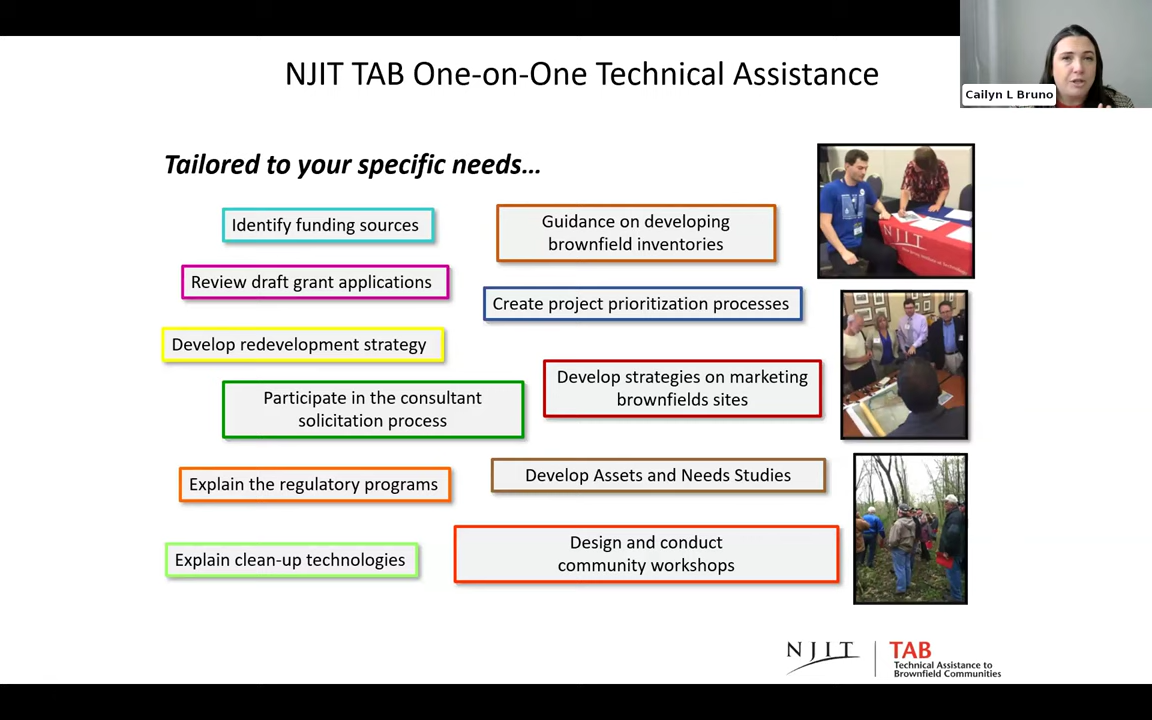 NJIT TAB One-on-One Technical Assistance
Cailyn L Bruno
Tailored to your specific needs…
Identify funding sources
Guidance on developing
brownfield inventories
Review draft grant applications
Create project prioritization processes
Develop redevelopment strategy
Develop strategies on marketing
brownfields sites
Participate in the consultant
solicitation process
Develop Assets and Needs Studies
Explain the regulatory programs
Design and conduct
community workshops
Explain clean-up technologies
NJIT
NJIT
TAB
Technical Assistance to
Brownfield Communities